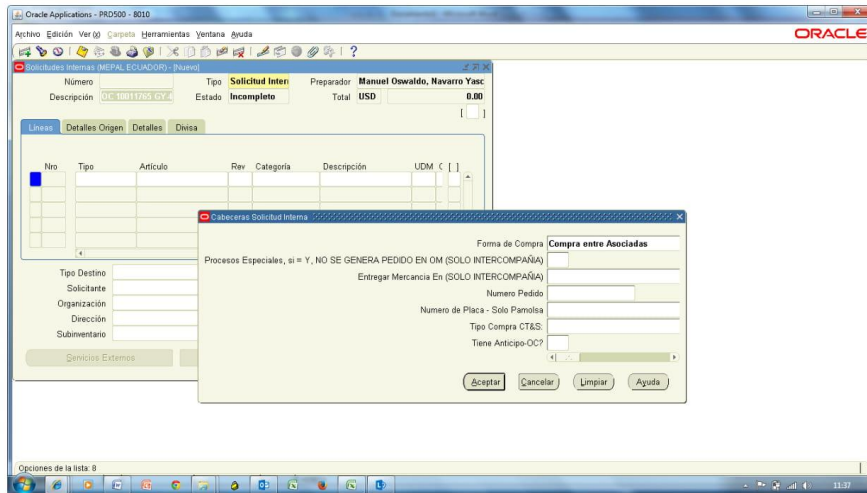 Oracle Applications - PRD500 - 8010
Archivo Edición Ver(x) Carpeta Herramientas Ventana Ayuda
ORACLE
Solicitudes Internas (MEPAL ECUADOR) - [Nuevo]
Número Tipo Solicitud Intern Preparador Manuel Oswaldo, Navarro Yasc
Descripción OC 10011765 GY 4 Estado Incompleto Total USD 0.00
[ ]
Líneas Detalles Origen Detalles Divisa
Nro Tipo Artículo Rev Categoría Descripción UDM C [ ]
Cabeceras Solicitud Interna
Forma de Compra Compra entre Asociadas
Procesos Especiales, si = Y, NO SE GENERA PEDIDO EN OM (SOLO INTERCOMPAÑIA)
Entregar Mercancia En (SOLO INTERCOMPAÑIA)
Numero Pedido
Numero de Placa - Solo Pamolsa
Tipo Compra CT&S:
Tiene Anticipo-OC?
Aceptar Cancelar Limpiar Ayuda
Tipo Destino
Solicitante
Organización
Dirección
Subinventario
Servicios Externos
Opciones de la lista: 8
11:37